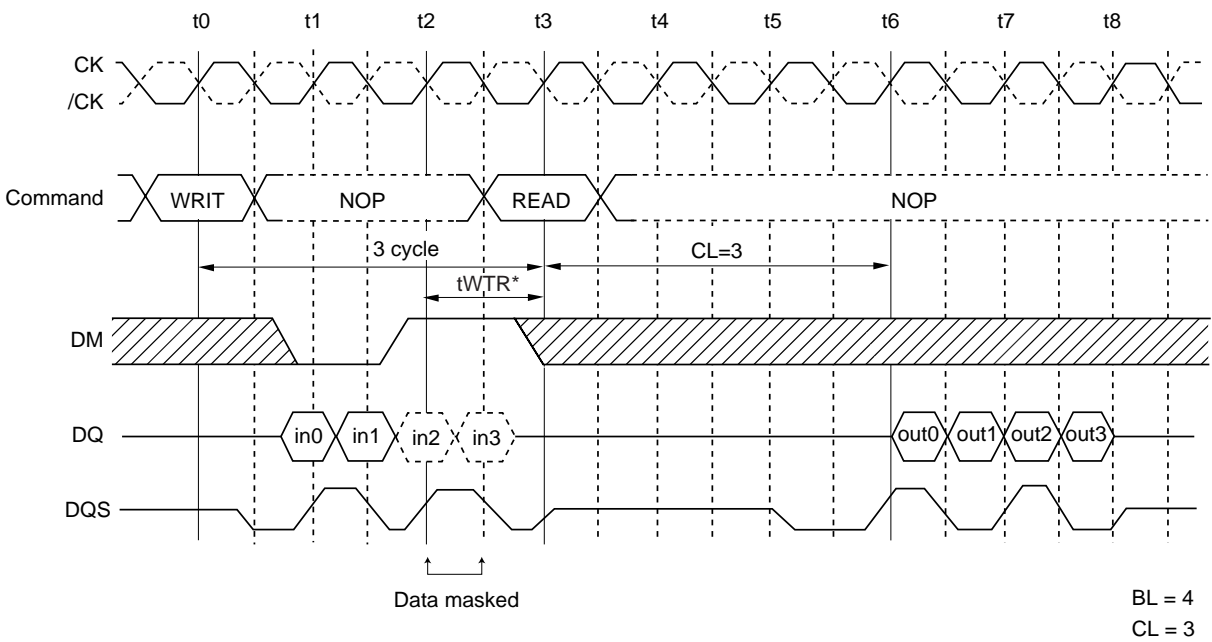 t0 t1 t2 t3 t4 t5 t6 t7 t8
CK
/CK
Command WRIT NOP READ NOP
3 cycle CL=3
tWTR*
DM
DQ in0 in1 in2 in3 out0 out1 out2 out3
DQS
Data masked
BL = 4
CL = 3